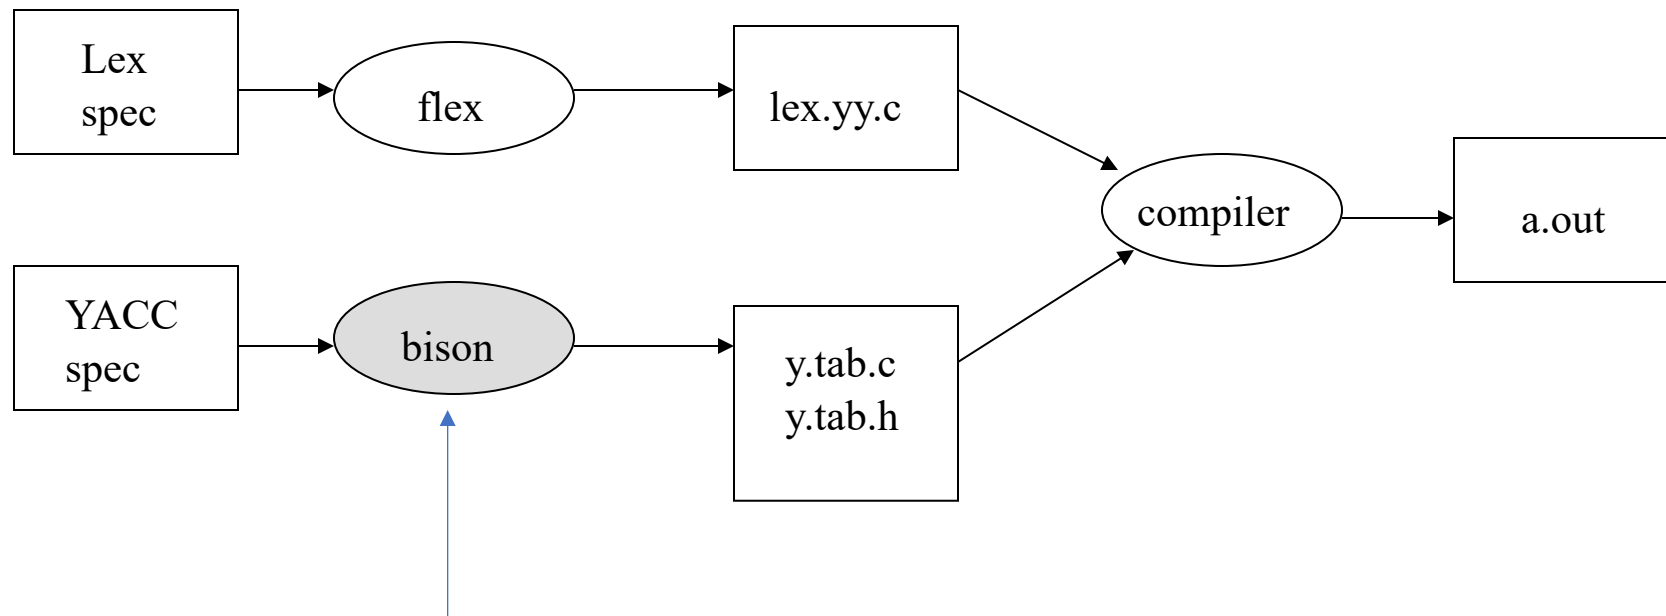 Lex
spec
flex
lex.yy.c
compiler
a.out
YACC
spec
bison
y.tab.c
y.tab.h